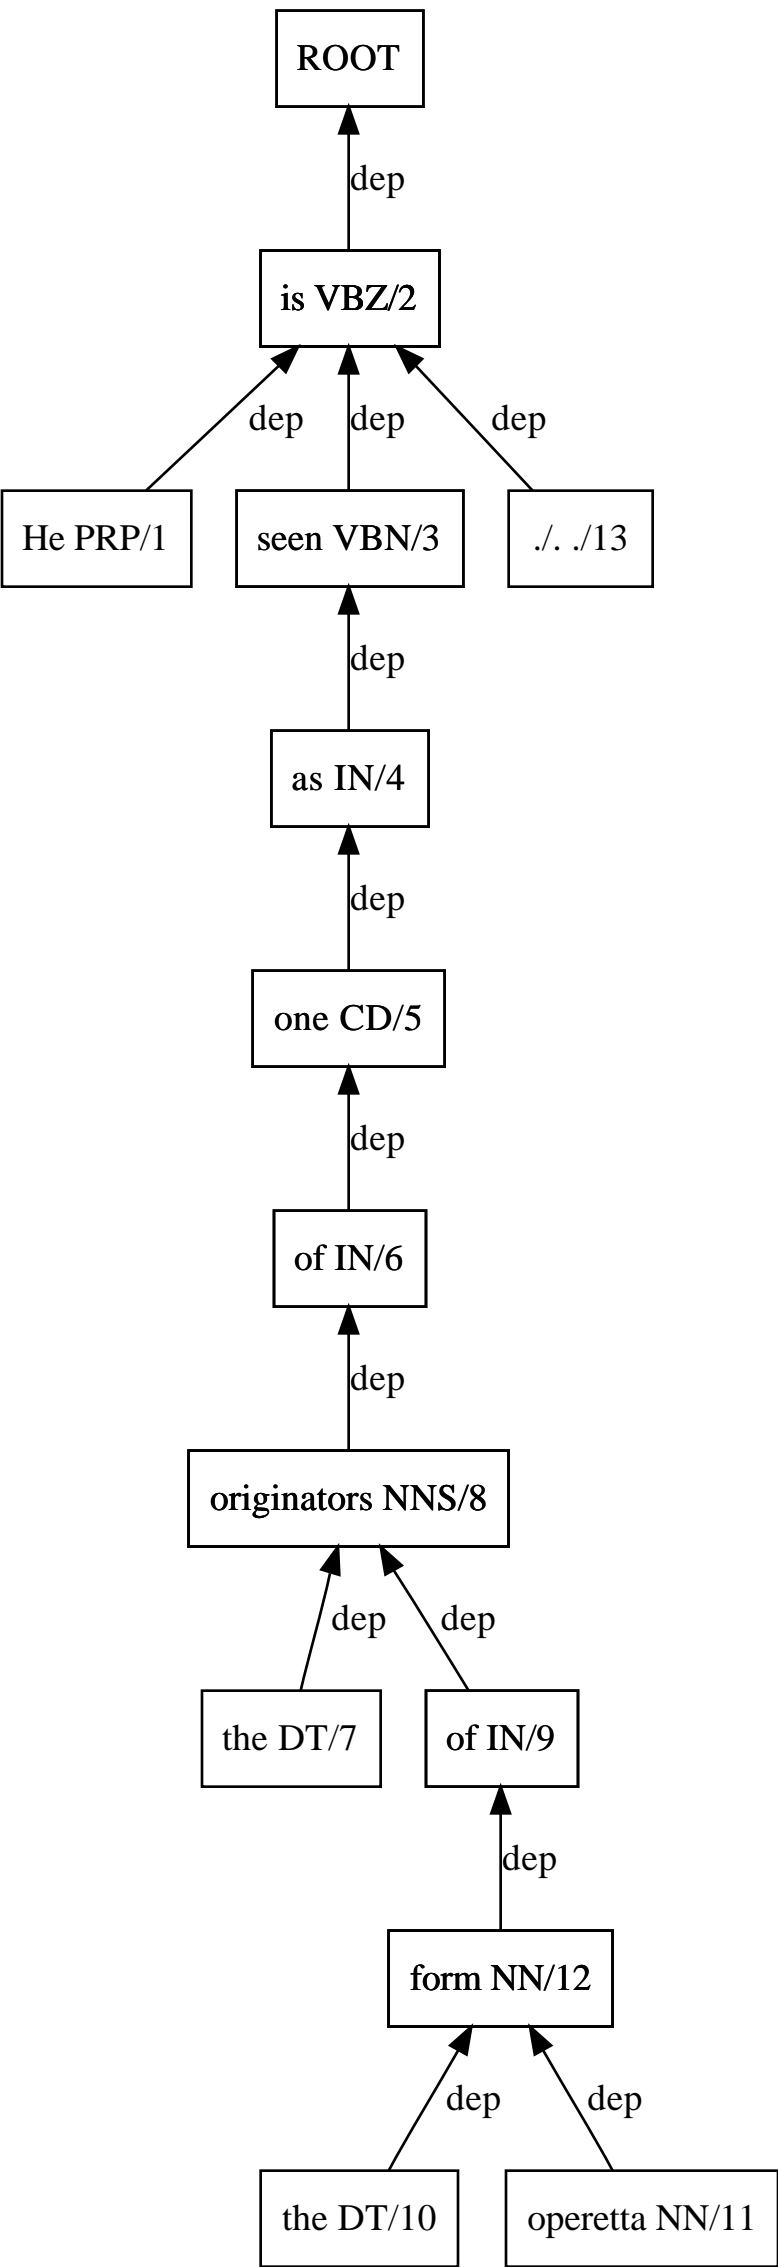 ROOT
dep
is VBZ/2
dep dep dep
He PRP/1 seen VBN/3 ./. ./13
dep
as IN/4
dep
one CD/5
dep
of IN/6
dep
originators NNS/8
dep dep
the DT/7 of IN/9
dep
form NN/12
dep dep
the DT/10 operetta NN/11